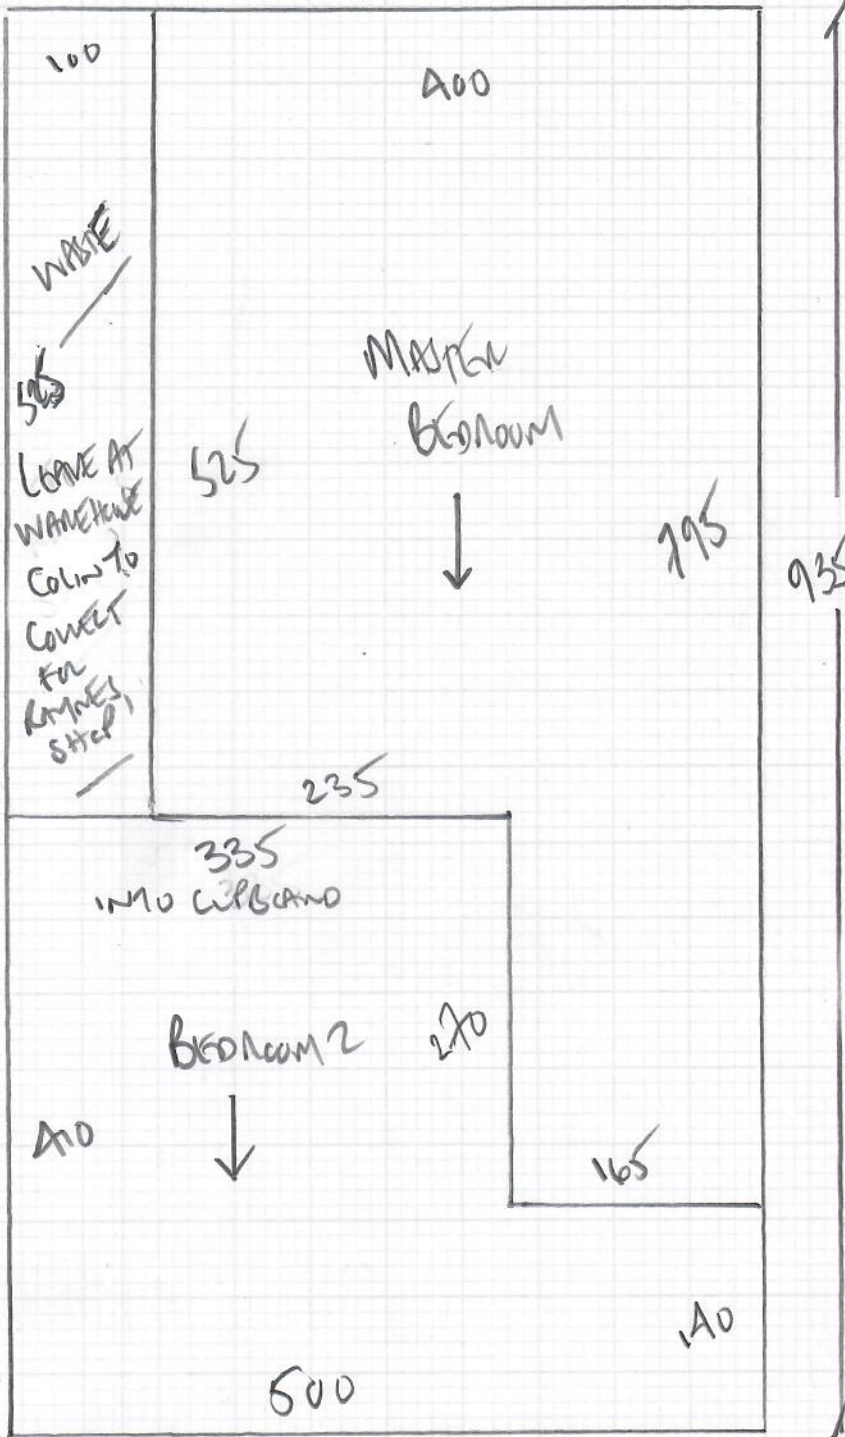 100
400
WASTE
525
LEAVE AT
WAREHOUSE
COLIN TO
COLLECT
FOR
SHOP
525
MASTER
BEDROOM
795
935
235
335
INTO CUPBOARD
BEDROOM 2
270
410
165
140
500